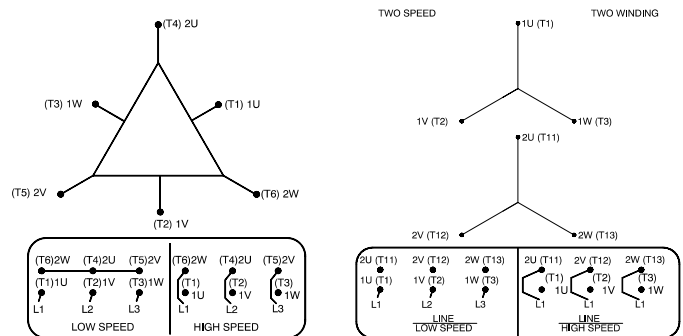 (T4) 2U
(T3) 1W
(T1) 1U
(T5) 2V
(T6) 2W
(T2) 1V
(T6)2W (T4)2U (T5)2V
(T1)1U (T2)1V (T3)1W
L1 L2 L3
LOW SPEED
(T6)2W (T4)2U (T5)2V
(T1) (T2) (T3)
1U 1V 1W
L1 L2 L3
HIGH SPEED
TWO SPEED TWO WINDING
1U (T1)
1V (T2) 1W (T3)
2U (T11)
2V (T12) 2W (T13)
2U (T11) 2V (T12) 2W (T13)
1U (T1) 1V (T2) 1W (T3)
L1 L2 L3
LINE
LOW SPEED
2U (T11) 2V (T12) 2W (T13)
(T1) (T2) (T3)
1U 1V 1W
L1 L1 L1
LINE
HIGH SPEED